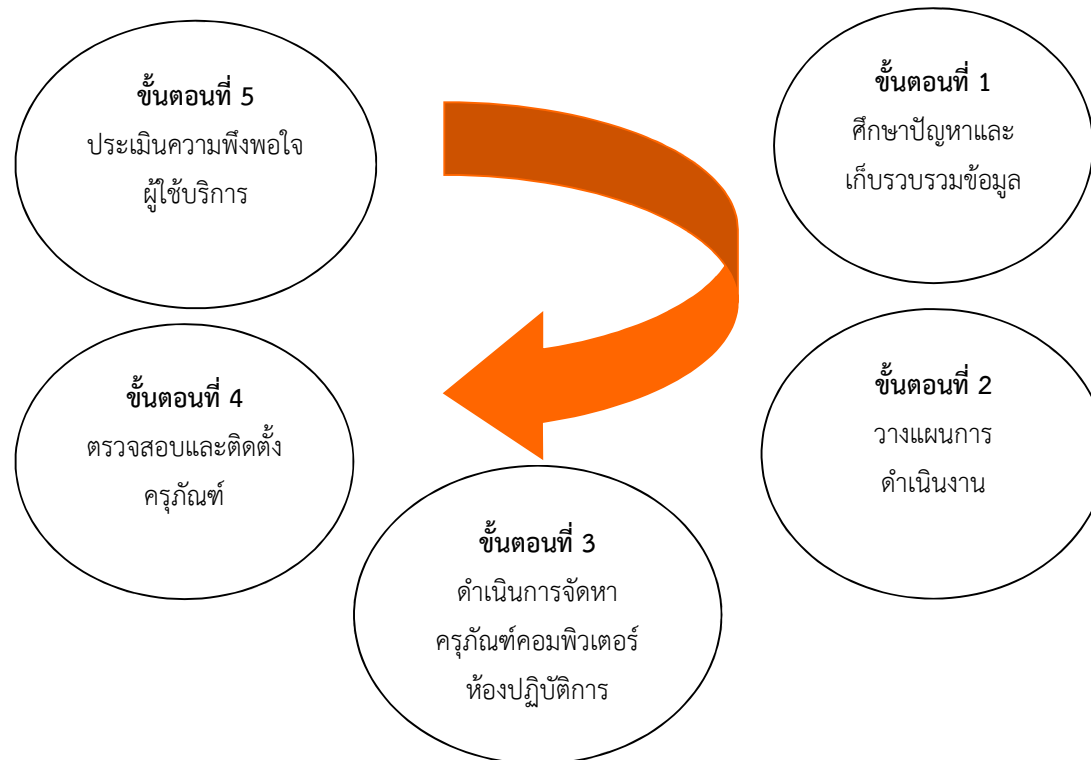 ขั้นตอนที่ 1
ศึกษาปัญหาและ
เก็บรวบรวมข้อมูล
ขั้นตอนที่ 2
วางแผนการ
ดำเนินงาน
ขั้นตอนที่ 3
ดำเนินการจัดหา
ครุภัณฑ์คอมพิวเตอร์
ห้องปฏิบัติการ
ขั้นตอนที่ 4
ตรวจสอบและติดตั้ง
ครุภัณฑ์
ขั้นตอนที่ 5
ประเมินความพึงพอใจ
ผู้ใช้บริการ